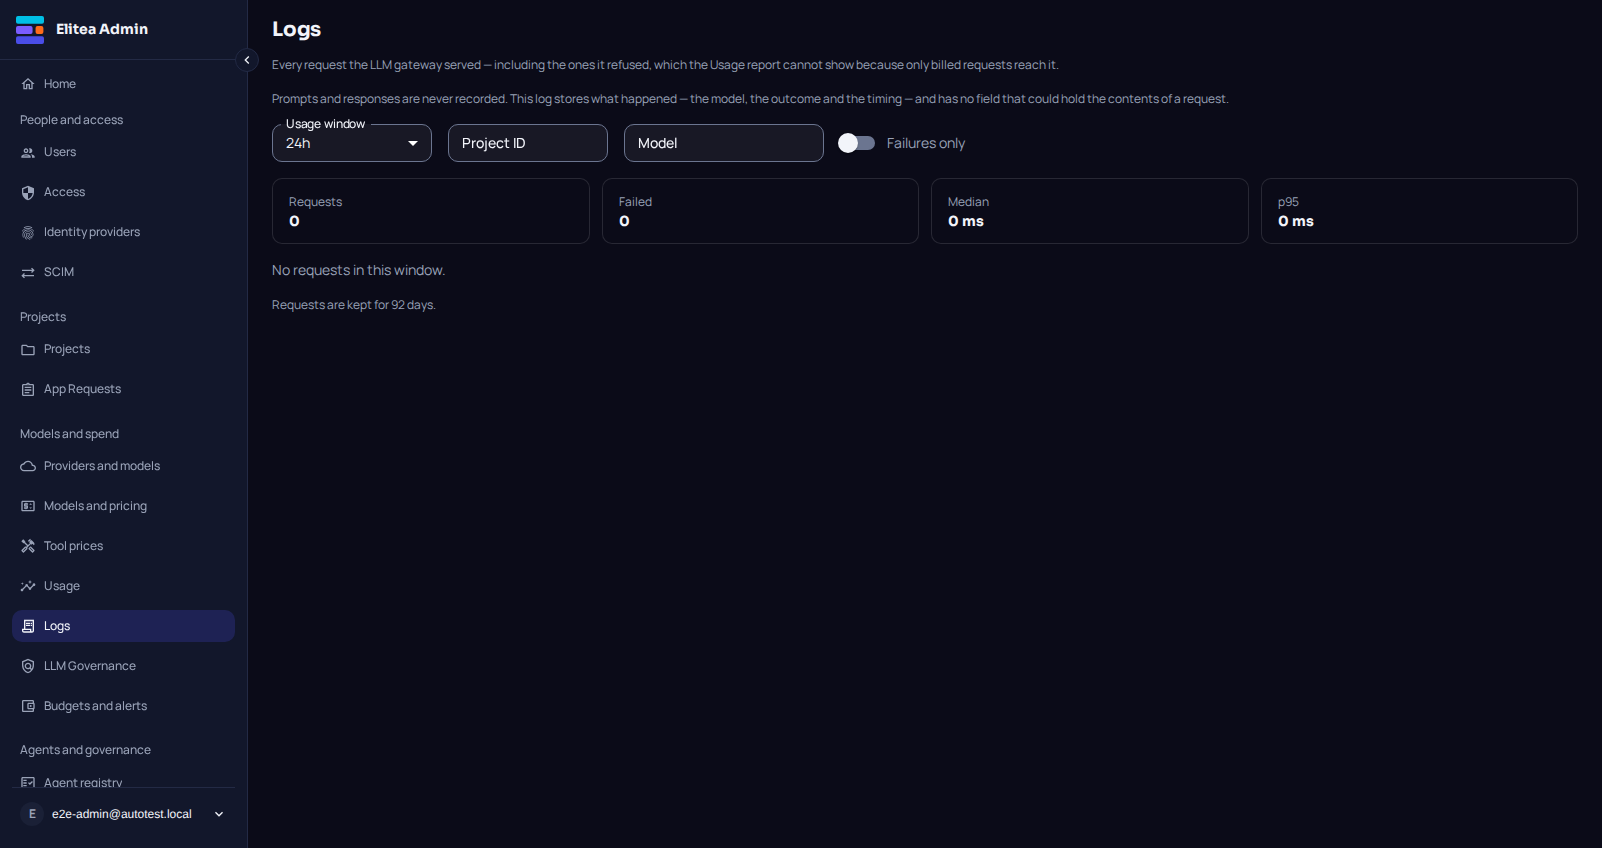 Elitea Admin
Home
People and access
Users
Access
Identity providers
SCIM
Projects
Projects
App Requests
Models and spend
Providers and models
Models and pricing
Tool prices
Usage
Logs
LLM Governance
Budgets and alerts
Agents and governance
Agent registry
E
e2e-admin@autotest.local
Logs
Every request the LLM gateway served — including the ones it refused, which the Usage report cannot show because only billed requests reach it.
Prompts and responses are never recorded. This log stores what happened — the model, the outcome and the timing — and has no field that could hold the contents of a request.
Usage window
24h
Project ID
Model
Failures only
Requests
0
Failed
0
Median
0 ms
p95
0 ms
No requests in this window.
Requests are kept for 92 days.